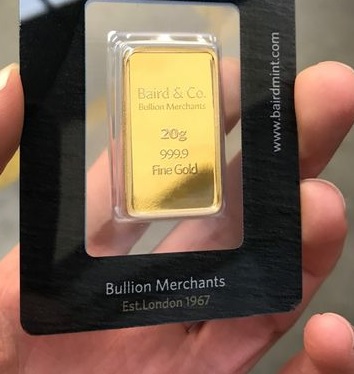 Baird & Co.
Bullion Merchants
20g
999.9
Fine Gold
www.bairdmint.com
Bullion Merchants
Est.London 1967